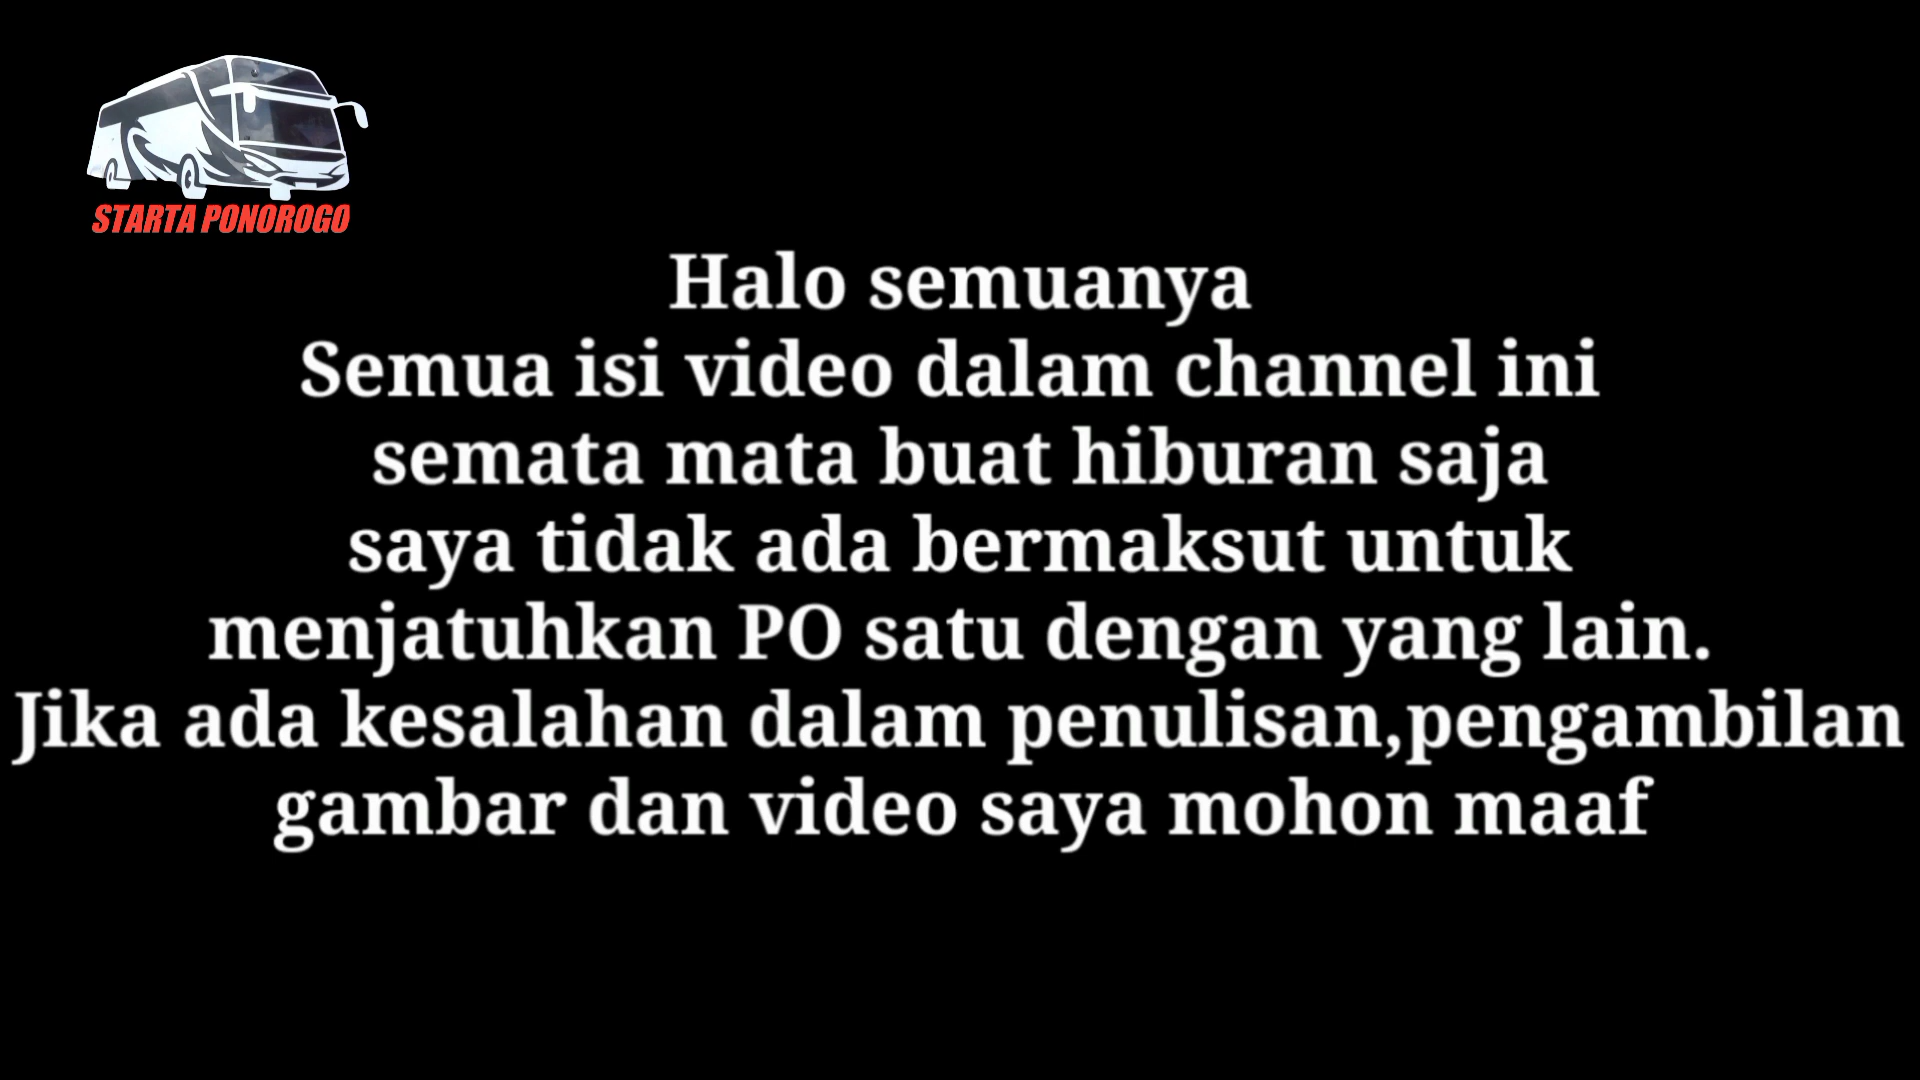 STARTA PONOROGO
Halo semuanya
Semua isi video dalam channel ini
semata mata buat hiburan saja
saya tidak ada bermaksut untuk
menjatuhkan PO satu dengan yang lain.
Jika ada kesalahan dalam penulisan,pengambilan
gambar dan video saya mohon maaf